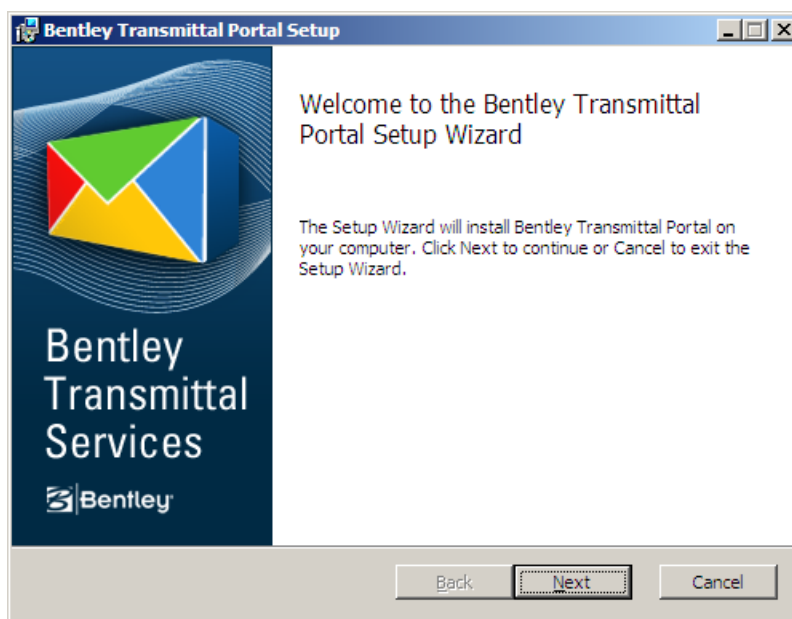 Bentley Transmittal Portal Setup
Welcome to the Bentley Transmittal
Portal Setup Wizard
The Setup Wizard will install Bentley Transmittal Portal on
your computer. Click Next to continue or Cancel to exit the
Setup Wizard.
Bentley
Transmittal
Services
Bentley
Back
Next
Cancel